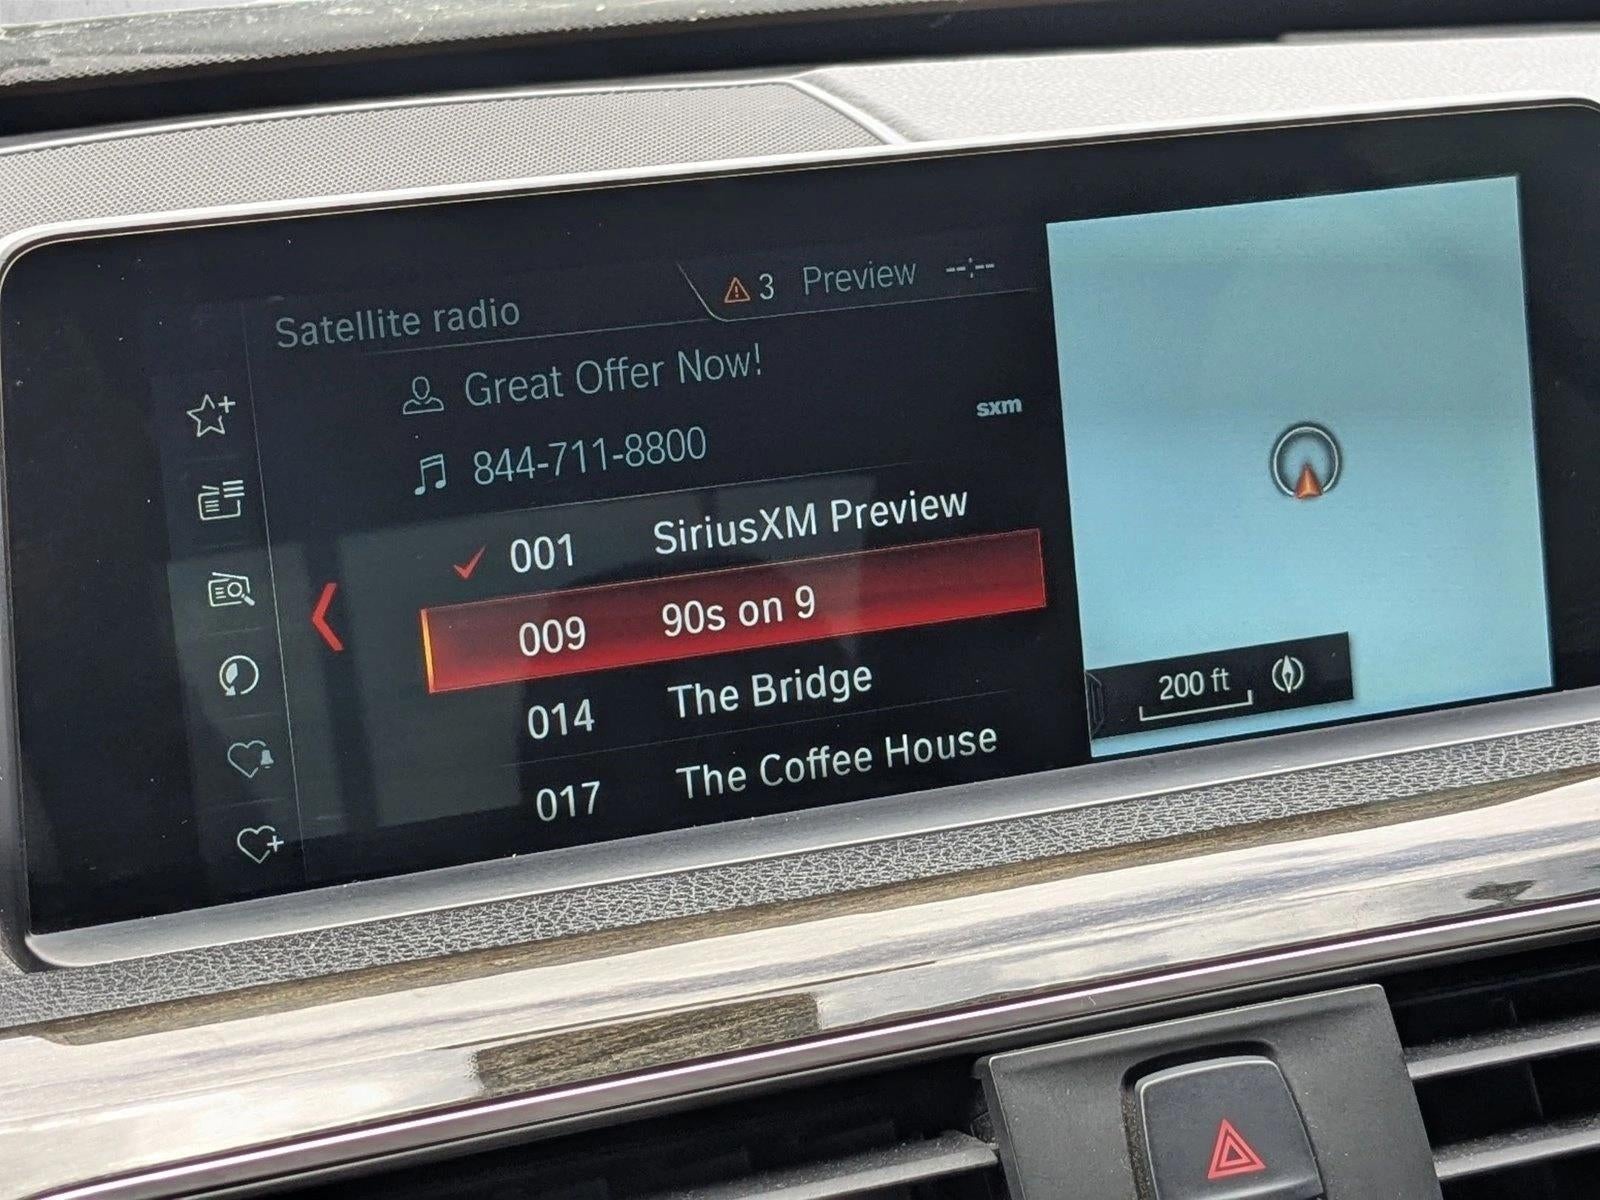 Satellite radio
3 Preview --:--
Great Offer Now!
844-711-8800
sxm
001 SiriusXM Preview
009 90s on 9
014 The Bridge
017 The Coffee House
200 ft